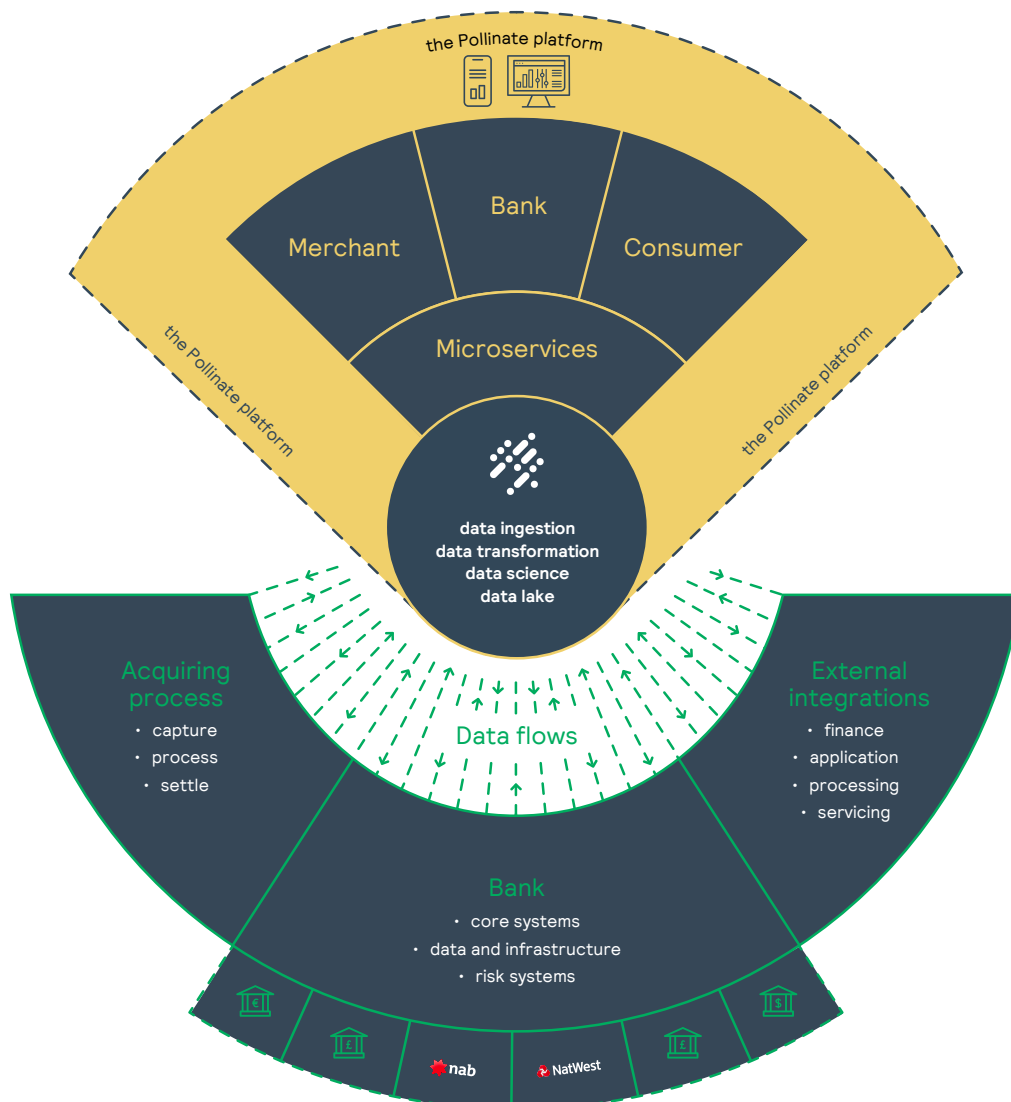 the Pollinate platform
Bank
Merchant
Consumer
Microservices
the Pollinate platform
the Pollinate platform
data ingestion
data transformation
data science
data lake
Acquiring
process
• capture
• process
• settle
Data flows
External
integrations
• finance
• application
• processing
• servicing
Bank
• core systems
• data and infrastructure
• risk systems
€
£
nab
NatWest
£
$